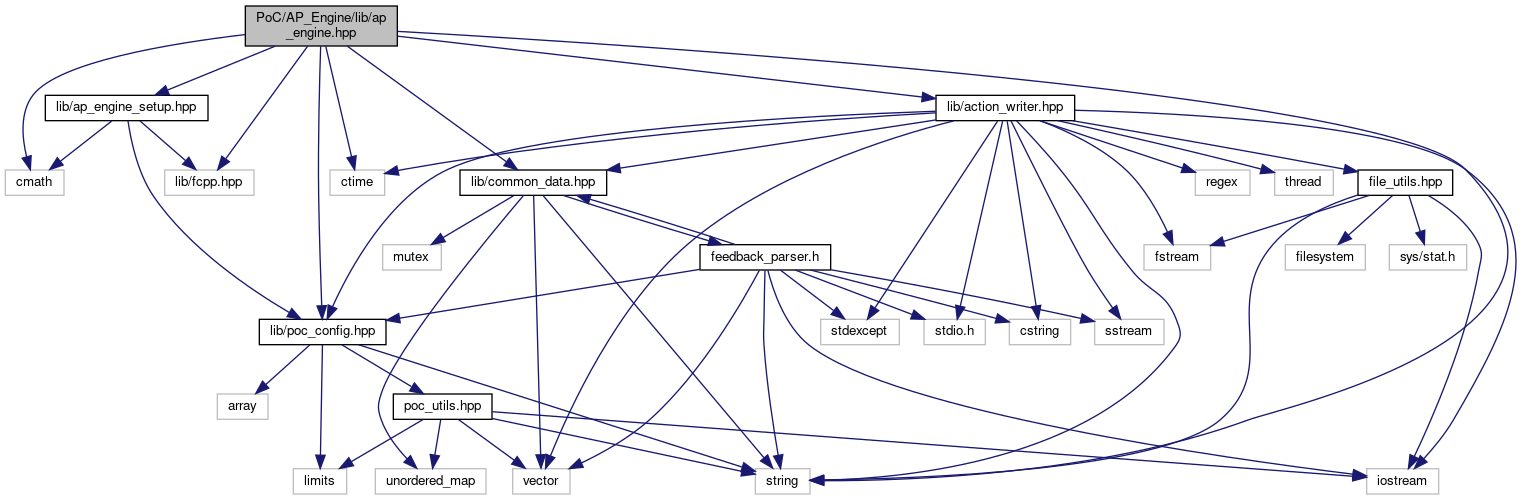 PoC/AP_Engine/lib/ap
_engine.hpp
lib/ap_engine_setup.hpp
lib/action_writer.hpp
cmath
lib/fcpp.hpp
ctime
lib/common_data.hpp
regex
thread
file_utils.hpp
mutex
feedback_parser.h
fstream
filesystem
sys/stat.h
lib/poc_config.hpp
stdexcept
stdio.h
cstring
sstream
array
poc_utils.hpp
limits
unordered_map
vector
string
iostream